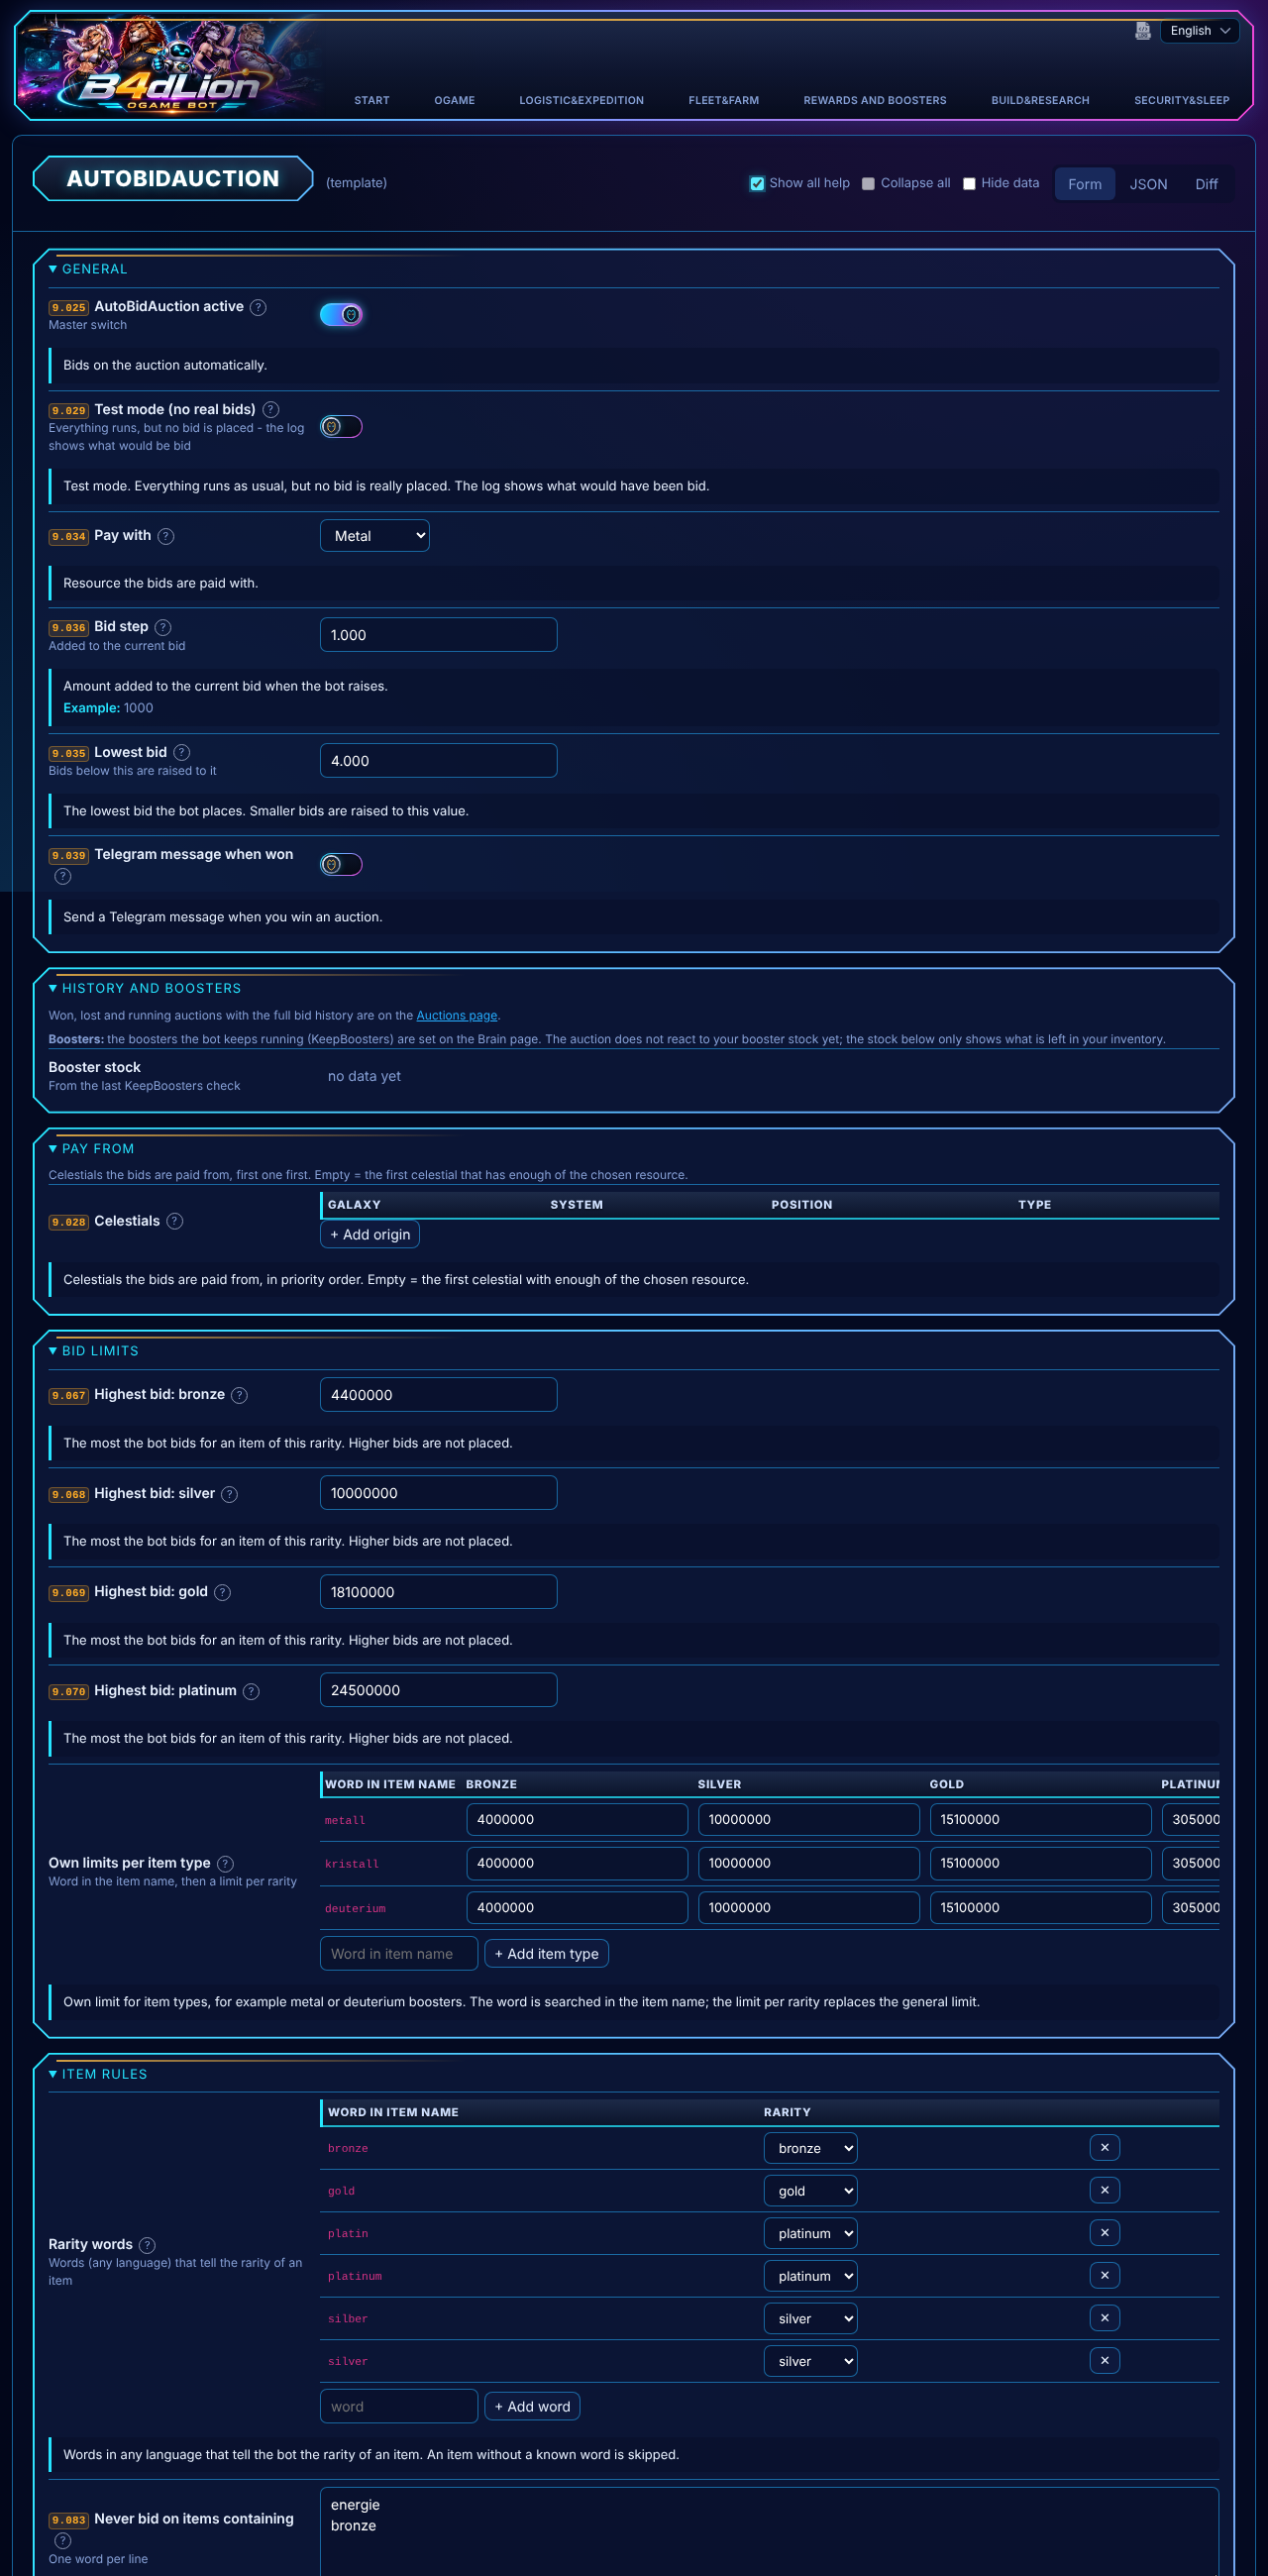 B4dLion
OGAME BOT
English
START
OGAME
LOGISTIC&EXPEDITION
FLEET&FARM
REWARDS AND BOOSTERS
BUILD&RESEARCH
SECURITY&SLEEP
AUTOBIDAUCTION
(template)
Show all help
Collapse all
Hide data
Form
JSON
Diff
GENERAL
9.025 AutoBidAuction active ?
Master switch
Bids on the auction automatically.
9.029 Test mode (no real bids) ?
Everything runs, but no bid is placed - the log
shows what would be bid
Test mode. Everything runs as usual, but no bid is really placed. The log shows what would have been bid.
9.034 Pay with ?
Metal
Resource the bids are paid with.
9.036 Bid step ?
Added to the current bid
1.000
Amount added to the current bid when the bot raises.
Example: 1000
9.035 Lowest bid ?
Bids below this are raised to it
4.000
The lowest bid the bot places. Smaller bids are raised to this value.
9.039 Telegram message when won
?
Send a Telegram message when you win an auction.
HISTORY AND BOOSTERS
Won, lost and running auctions with the full bid history are on the Auctions page.
Boosters: the boosters the bot keeps running (KeepBoosters) are set on the Brain page. The auction does not react to your booster stock yet; the stock below only shows what is left in your inventory.
Booster stock
From the last KeepBoosters check
no data yet
PAY FROM
Celestials the bids are paid from, first one first. Empty = the first celestial that has enough of the chosen resource.
GALAXY SYSTEM POSITION TYPE
9.028 Celestials ?
+ Add origin
Celestials the bids are paid from, in priority order. Empty = the first celestial with enough of the chosen resource.
BID LIMITS
9.067 Highest bid: bronze ?
4400000
The most the bot bids for an item of this rarity. Higher bids are not placed.
9.068 Highest bid: silver ?
10000000
The most the bot bids for an item of this rarity. Higher bids are not placed.
9.069 Highest bid: gold ?
18100000
The most the bot bids for an item of this rarity. Higher bids are not placed.
9.070 Highest bid: platinum ?
24500000
The most the bot bids for an item of this rarity. Higher bids are not placed.
Own limits per item type ?
Word in the item name, then a limit per rarity
WORD IN ITEM NAME BRONZE SILVER GOLD PLATINU
metall 4000000 10000000 15100000 305000
kristall 4000000 10000000 15100000 305000
deuterium 4000000 10000000 15100000 305000
Word in item name
+ Add item type
Own limit for item types, for example metal or deuterium boosters. The word is searched in the item name; the limit per rarity replaces the general limit.
ITEM RULES
Rarity words ?
Words (any language) that tell the rarity of an
item
WORD IN ITEM NAME RARITY
bronze bronze ×
gold gold ×
platin platinum ×
platinum platinum ×
silber silver ×
silver silver ×
word
+ Add word
Words in any language that tell the bot the rarity of an item. An item without a known word is skipped.
9.083 Never bid on items containing
?
One word per line
energie
bronze